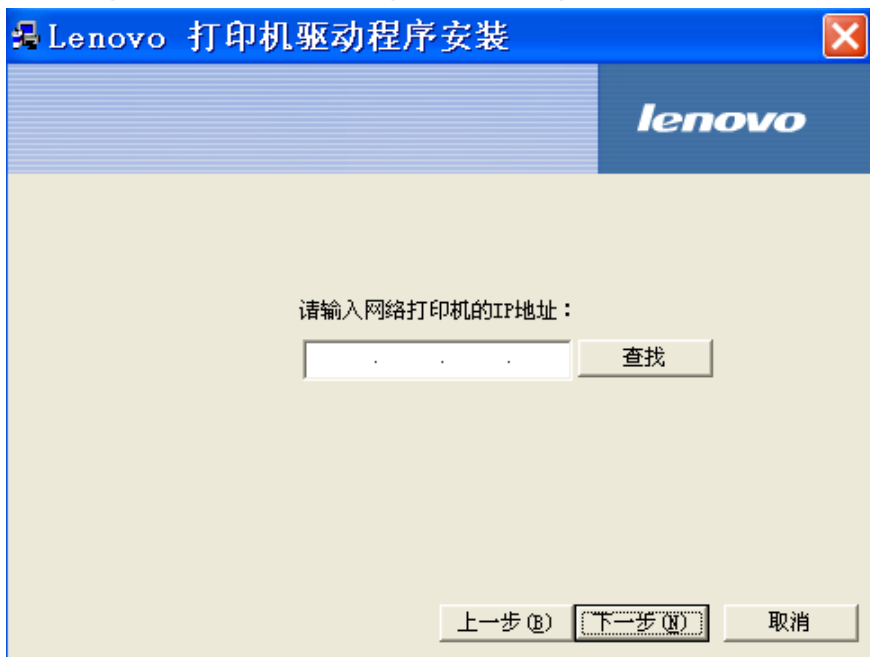 Lenovo 打印机驱动程序安装
lenovo
请输入网络打印机的IP地址：
. . .
查找
上一步(B) 下一步(N) 取消